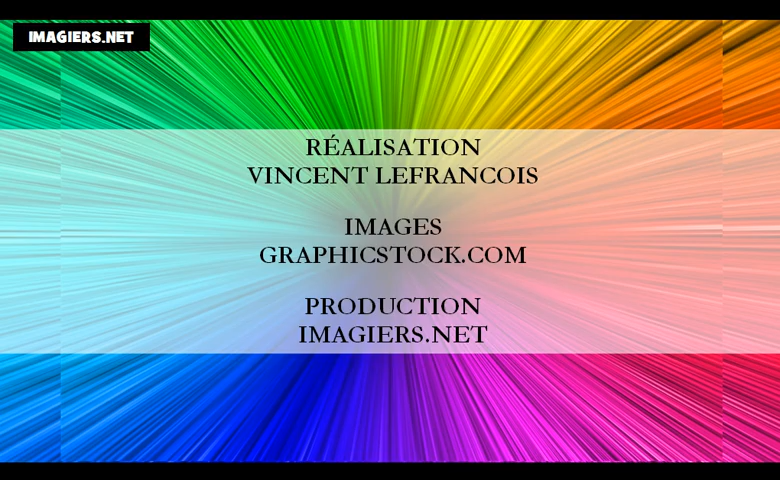 IMAGIERS.NET
RÉALISATION
VINCENT LEFRANCOIS
IMAGES
GRAPHICSTOCK.COM
PRODUCTION
IMAGIERS.NET